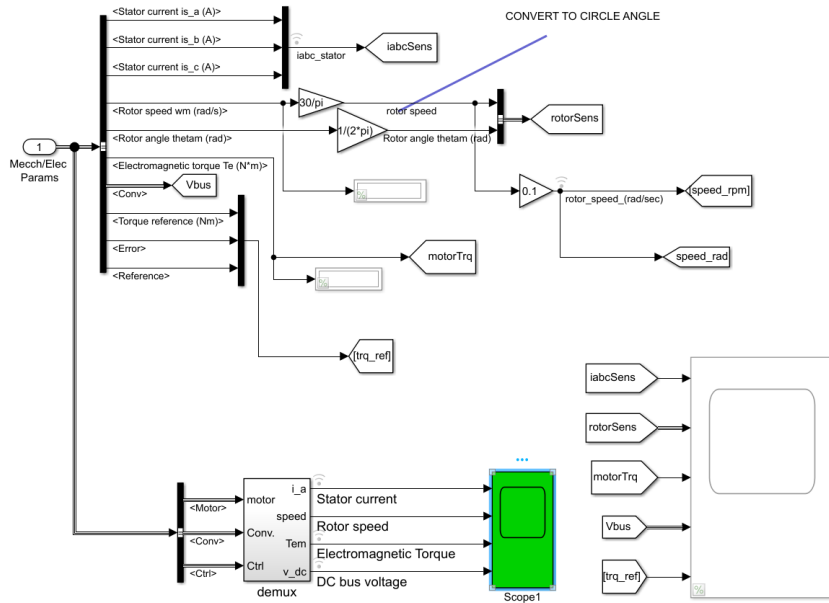 CONVERT TO CIRCLE ANGLE
<Stator current is_a (A)>
<Stator current is_b (A)>
<Stator current is_c (A)>
iabc_stator
iabcSens
<Rotor speed wm (rad/s)>
30/pi
rotor speed
<Rotor angle thetam (rad)>
1/(2*pi)
Rotor angle thetam (rad)
rotorSens
1
Mecch/Elec
Params
<Electromagnetic torque Te (N*m)>
<Conv>
Vbus
0.1
rotor_speed_(rad/sec)
[speed_rpm]
speed_rad
<Torque reference (Nm)>
<Error>
<Reference>
motorTrq
[trq_ref]
iabcSens
rotorSens
motorTrq
Vbus
[trq_ref]
<Motor>
<Conv>
<Ctrl>
motor
Conv.
Ctrl
i_a
speed
Tem
v_dc
demux
Stator current
Rotor speed
Electromagnetic Torque
DC bus voltage
Scope1